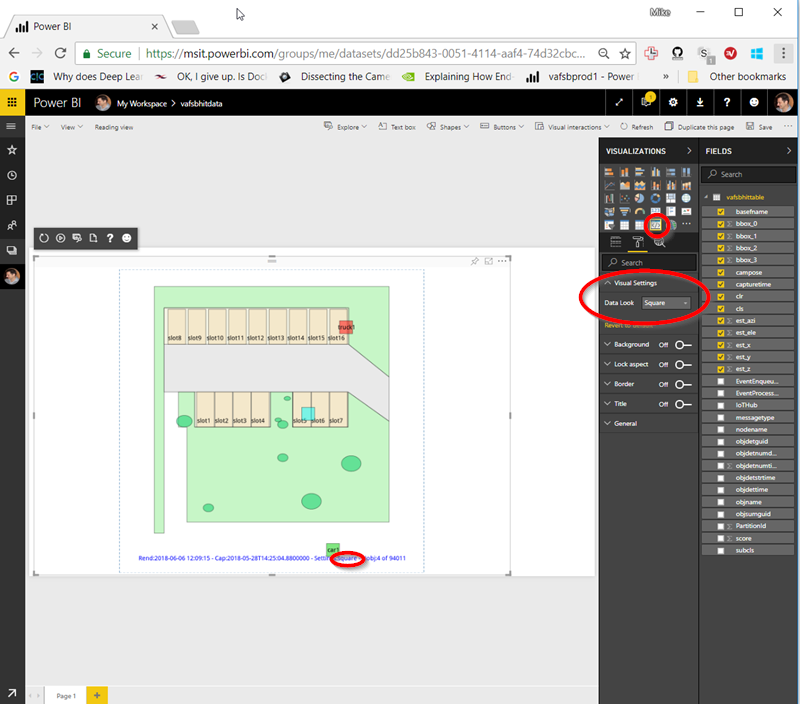 Mike
Power BI
Secure https://msit.powerbi.com/groups/me/datasets/dd25b843-0051-4114-aaf4-74d32cbc...
Why does Deep Lear OK, I give up. Is Doc Dissecting the Came Explaining How End- vafsbprod1 - Power » Other bookmarks
Power BI My Workspace > vafsbhitdata
File View Reading view Explore Text box Shapes Buttons Visual interactions Refresh Duplicate this page Save ...
VISUALIZATIONS
Search
Visual Settings
Data Look Square
Revert to default
Background Off
Lock aspect Off
Border Off
Title Off
General
FIELDS
Search
vafsbhittable
basefname
bbox_0
bbox_1
bbox_2
bbox_3
campose
capturetime
clr
cls
est_azi
est_ele
est_x
est_y
est_z
EventEnqueu...
EventProcess...
IoTHub
messagetype
nodename
objdetguid
objdetnumd...
objdetnumti...
objdetstrtime
objdettime
objname
objsumguid
PartitionId
score
subcls
truck1
slot8 slot9 slot10 slot11 slot12 slot13 slot14 slot15 slot16
slot1 slot2 slot3 slot4 slot5 slot6 slot7
car1
Rend:2018-06-06 12:09:15 - Cap:2018-05-28T14:25:04.8800000 - Settin Square obj:4 of 94011
Page 1 +